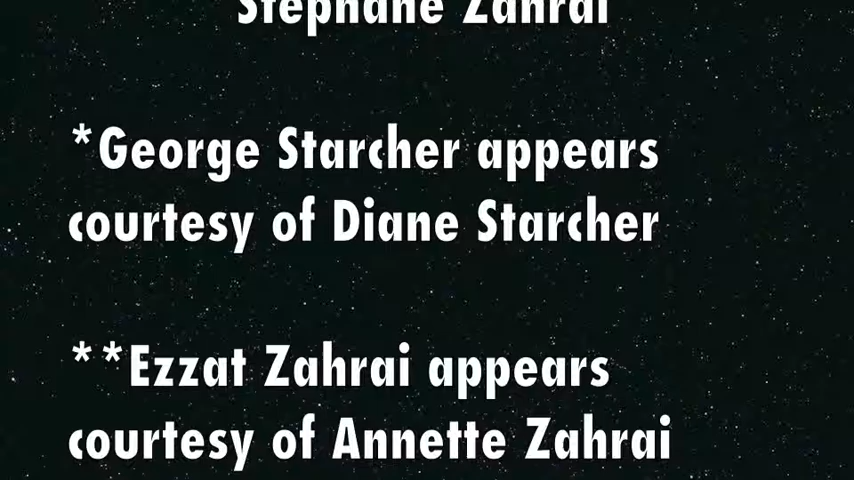 Stephane Zahrai
*George Starcher appears
courtesy of Diane Starcher
**Ezzat Zahrai appears
courtesy of Annette Zahrai